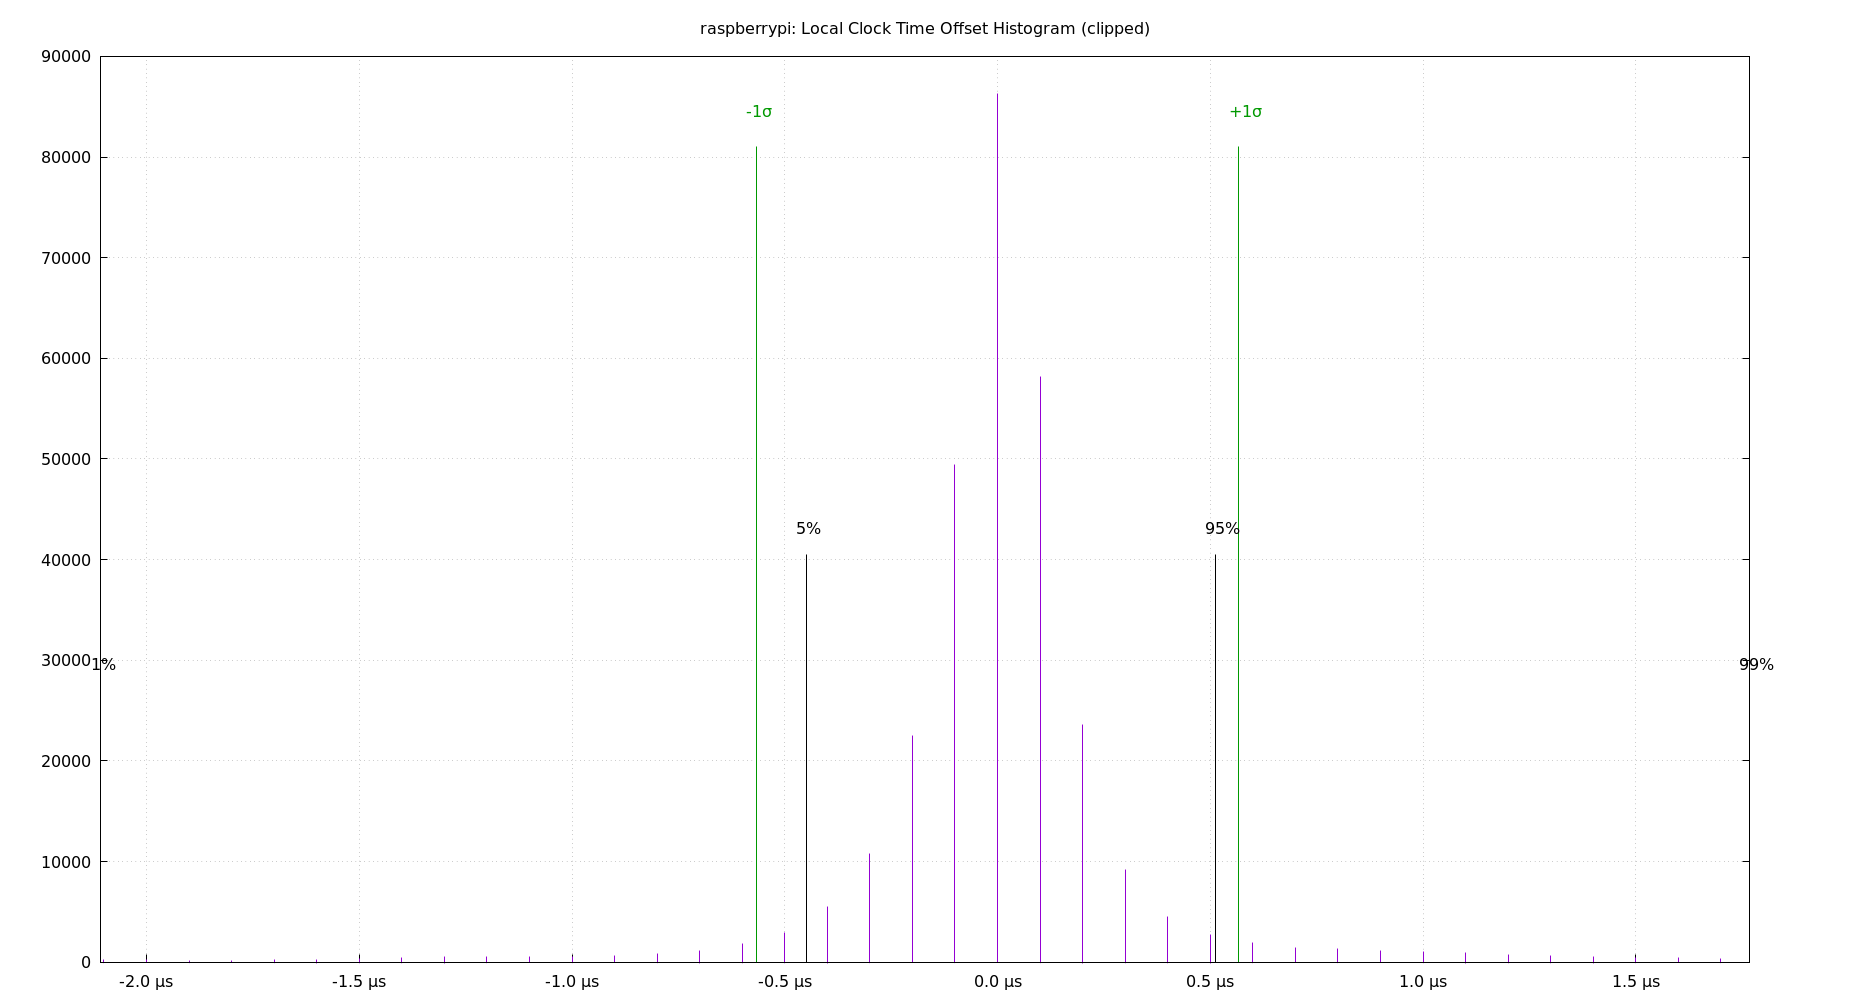 raspberrypi: Local Clock Time Offset Histogram (clipped)
90000
-1σ
+1σ
80000
70000
60000
50000
5%
95%
40000
30000
1%
99%
20000
10000
0
-2.0 µs
-1.5 µs
-1.0 µs
-0.5 µs
0.0 µs
0.5 µs
1.0 µs
1.5 µs